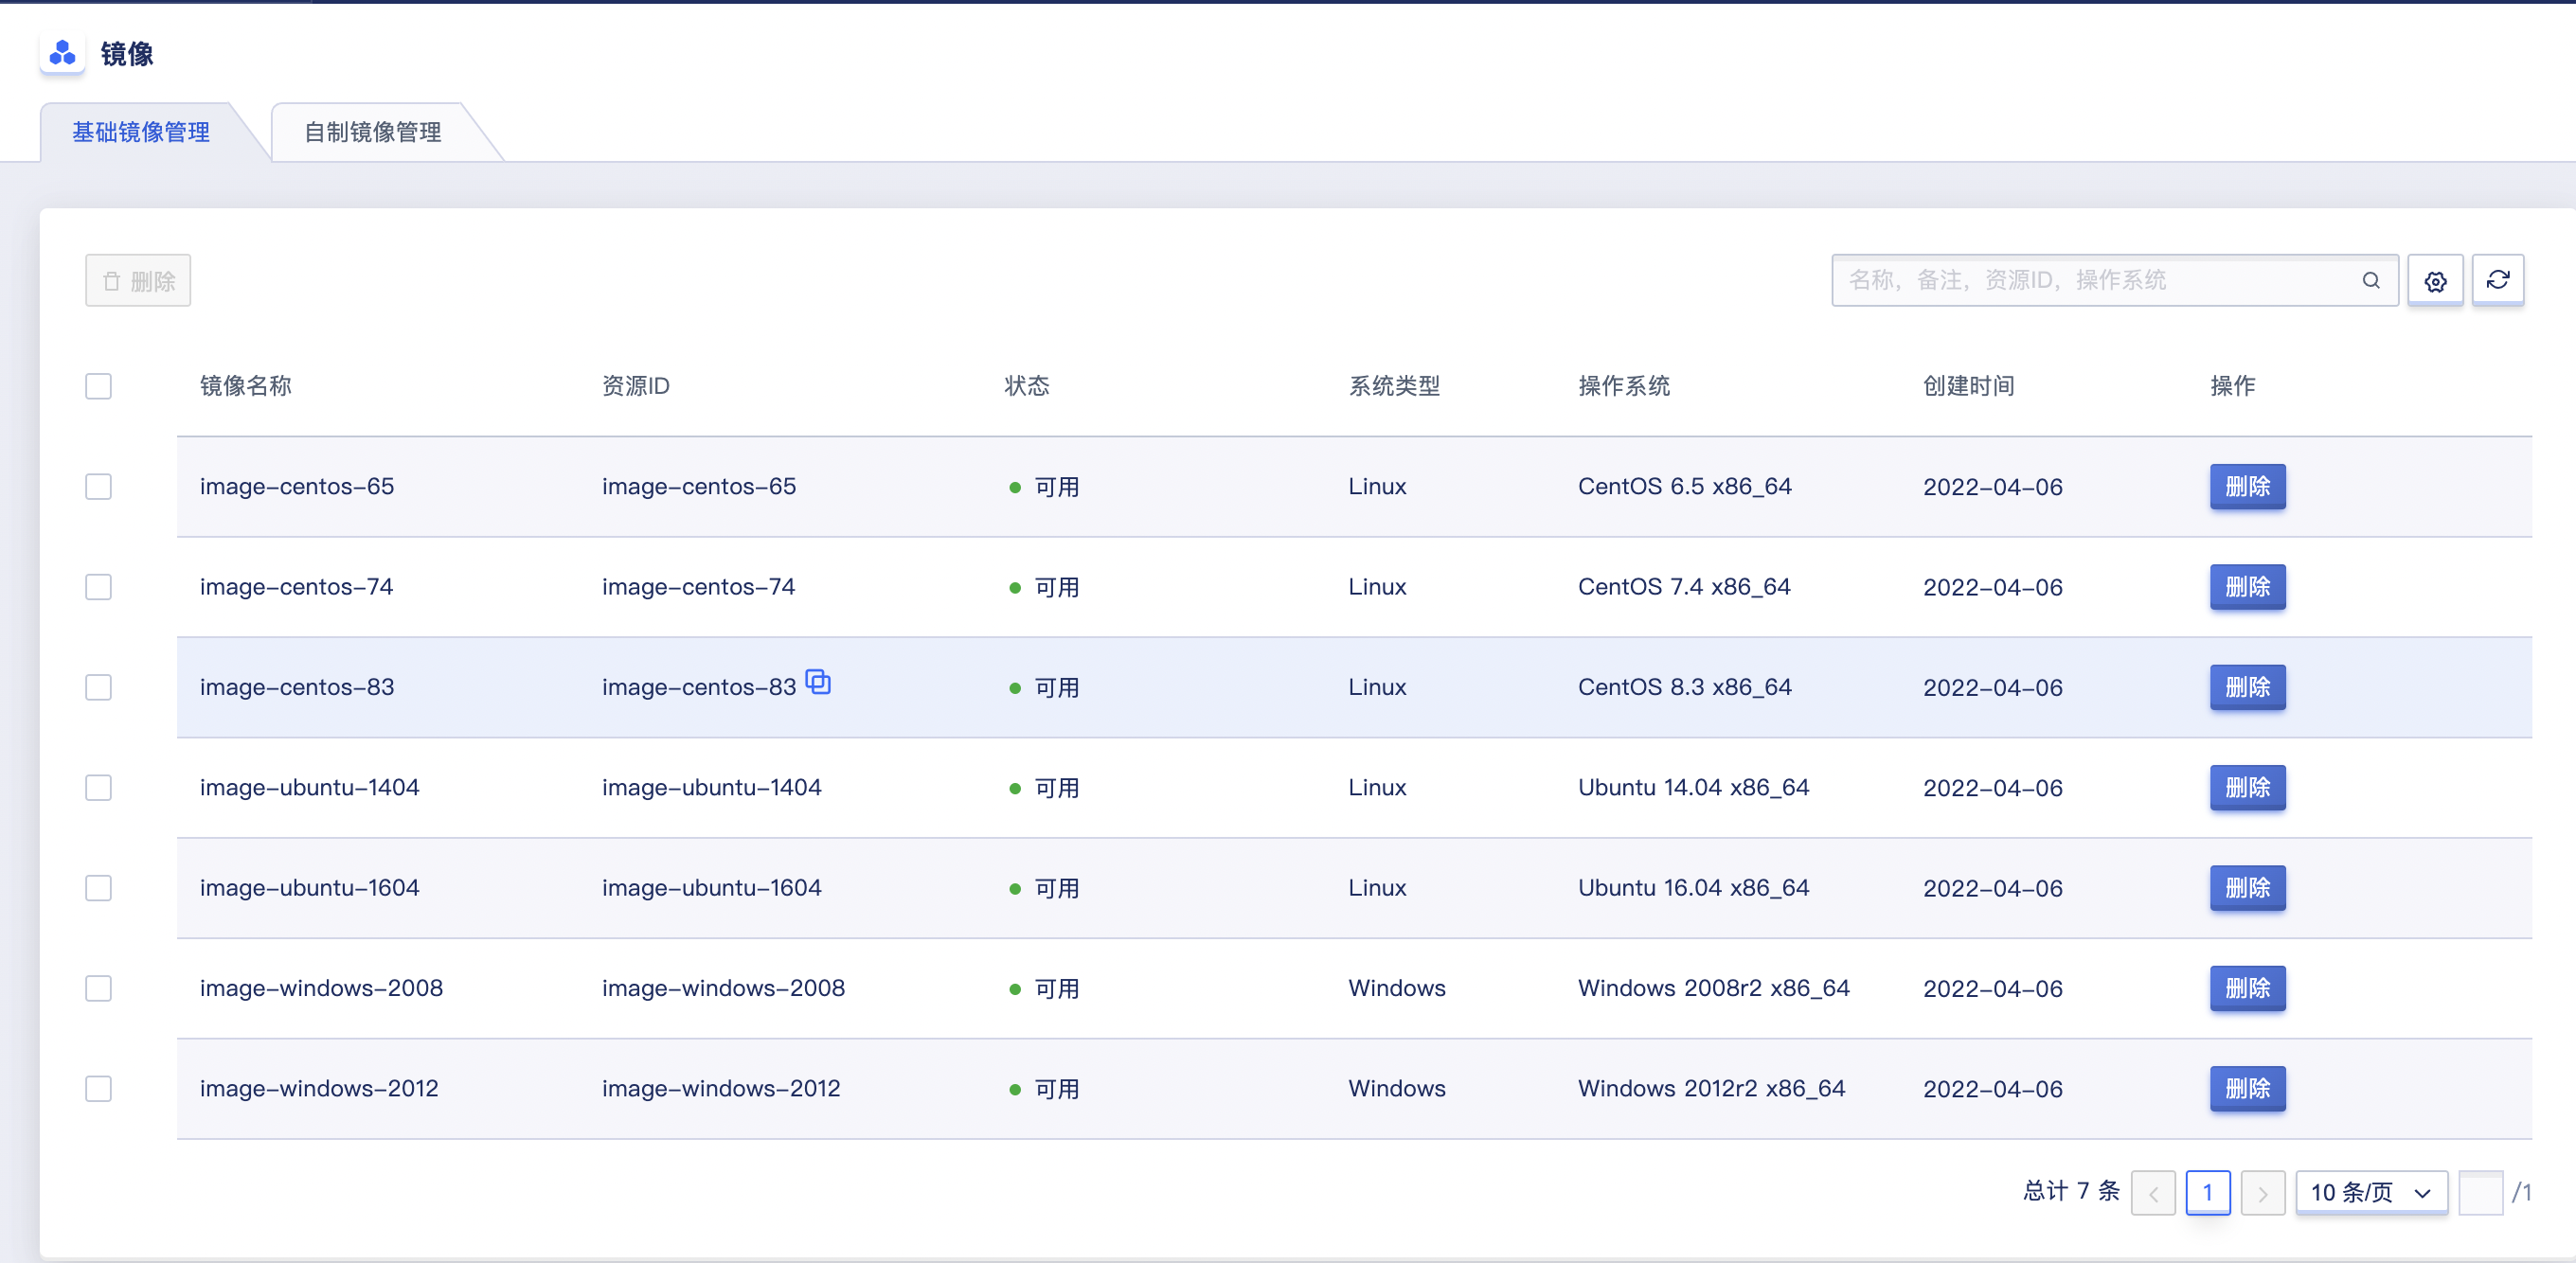 镜像
基础镜像管理 自制镜像管理
删除 名称，备注，资源ID，操作系统
镜像名称 资源ID 状态 系统类型 操作系统 创建时间 操作
image-centos-65 image-centos-65 可用 Linux CentOS 6.5 x86_64 2022-04-06 删除
image-centos-74 image-centos-74 可用 Linux CentOS 7.4 x86_64 2022-04-06 删除
image-centos-83 image-centos-83 可用 Linux CentOS 8.3 x86_64 2022-04-06 删除
image-ubuntu-1404 image-ubuntu-1404 可用 Linux Ubuntu 14.04 x86_64 2022-04-06 删除
image-ubuntu-1604 image-ubuntu-1604 可用 Linux Ubuntu 16.04 x86_64 2022-04-06 删除
image-windows-2008 image-windows-2008 可用 Windows Windows 2008r2 x86_64 2022-04-06 删除
image-windows-2012 image-windows-2012 可用 Windows Windows 2012r2 x86_64 2022-04-06 删除
总计 7 条 1 10 条/页 /1